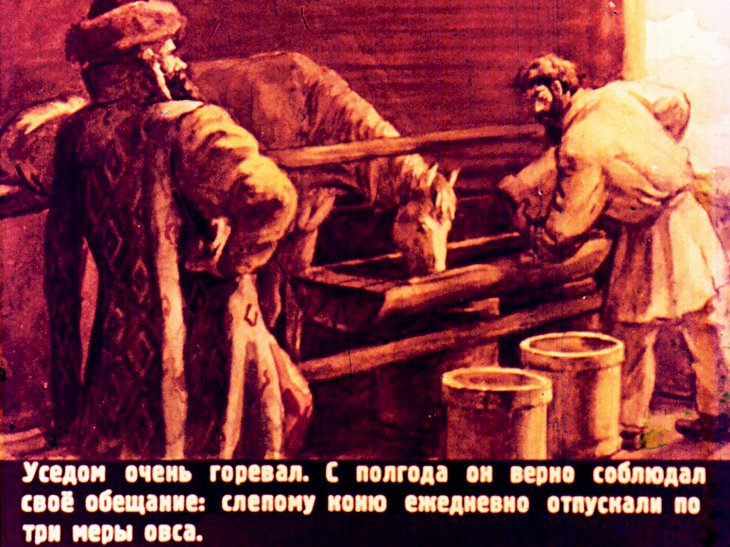 Уседом очень горевал. С полгода он верно соблюдал
своё обещание: слепому коню ежедневно отпускали по
три меры овса.